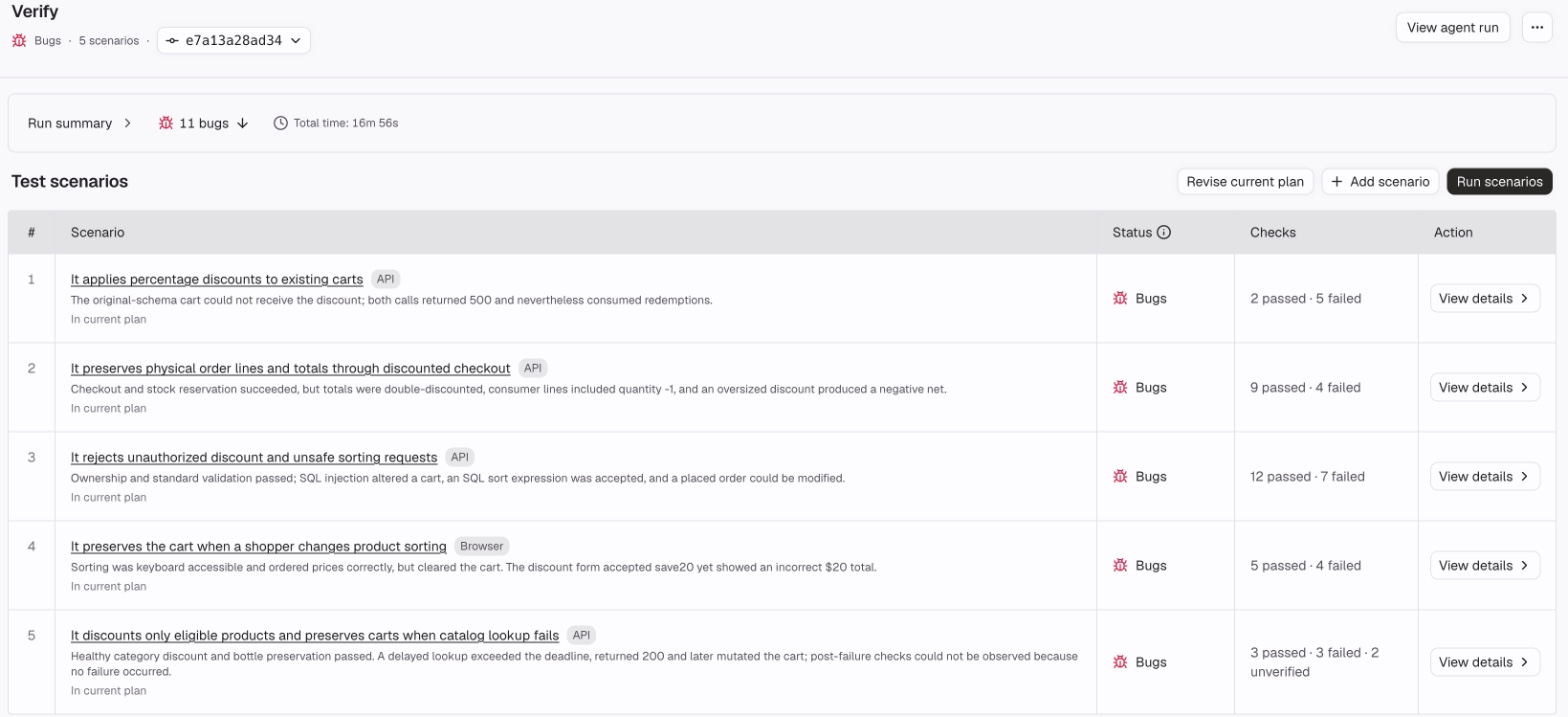 Verify
Bugs · 5 scenarios · e7a13a28ad34
View agent run
Run summary
11 bugs
Total time: 16m 56s
Test scenarios
Revise current plan
Add scenario
Run scenarios
# Scenario Status Checks Action
1 It applies percentage discounts to existing carts API
The original-schema cart could not receive the discount; both calls returned 500 and nevertheless consumed redemptions.
In current plan
Bugs
2 passed · 5 failed
View details
2 It preserves physical order lines and totals through discounted checkout API
Checkout and stock reservation succeeded, but totals were double-discounted, consumer lines included quantity -1, and an oversized discount produced a negative net.
In current plan
Bugs
9 passed · 4 failed
View details
3 It rejects unauthorized discount and unsafe sorting requests API
Ownership and standard validation passed; SQL injection altered a cart, an SQL sort expression was accepted, and a placed order could be modified.
In current plan
Bugs
12 passed · 7 failed
View details
4 It preserves the cart when a shopper changes product sorting Browser
Sorting was keyboard accessible and ordered prices correctly, but cleared the cart. The discount form accepted save20 yet showed an incorrect $20 total.
In current plan
Bugs
5 passed · 4 failed
View details
5 It discounts only eligible products and preserves carts when catalog lookup fails API
Healthy category discount and bottle preservation passed. A delayed lookup exceeded the deadline, returned 200 and later mutated the cart; post-failure checks could not be observed because
no failure occurred.
In current plan
Bugs
3 passed · 3 failed · 2
unverified
View details